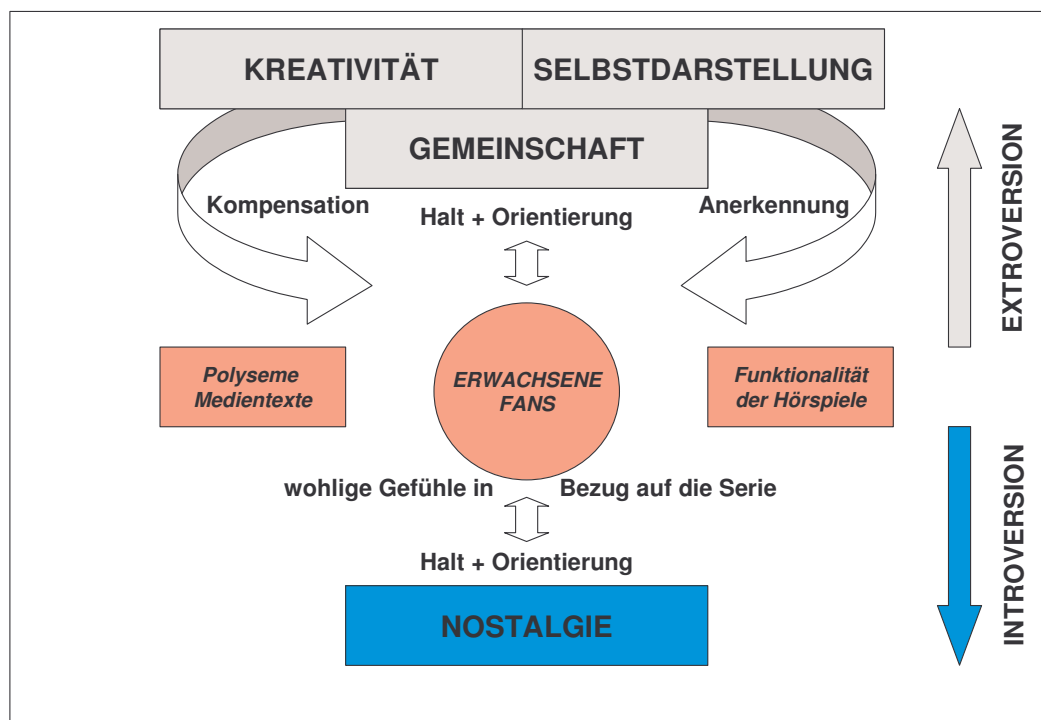 KREATIVITÄT
SELBSTDARSTELLUNG
GEMEINSCHAFT
Kompensation
Halt + Orientierung
Anerkennung
EXTROVERSION
Polyseme
Medientexte
ERWACHSENE
FANS
Funktionalität
der Hörspiele
wohlige Gefühle in
Bezug auf die Serie
Halt + Orientierung
NOSTALGIE
INTROVERSION